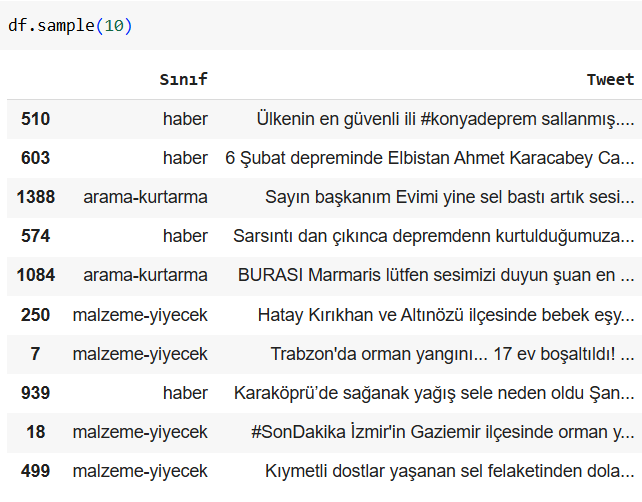 df.sample(10)
Sınıf Tweet
510 haber Ülkenin en güvenli ili #konyadeprem sallanmış....
603 haber 6 Şubat depreminde Elbistan Ahmet Karacabey Ca...
1388 arama-kurtarma Sayın başkanım Evimi yine sel bastı artık sesi...
574 haber Sarsıntı dan çıkınca depremdenn kurtulduğumuza...
1084 arama-kurtarma BURASI Marmaris lütfen sesimizi duyun şuan en ...
250 malzeme-yiyecek Hatay Kırıkhan ve Altınözü ilçesinde bebek eşy...
7 malzeme-yiyecek Trabzon'da orman yangını... 17 ev boşaltıldı! ...
939 haber Karaköprü’de sağanak yağış sele neden oldu Şan...
18 malzeme-yiyecek #SonDakika İzmir'in Gaziemir ilçesinde orman y...
499 malzeme-yiyecek Kıymetli dostlar yaşanan sel felaketinden dola...